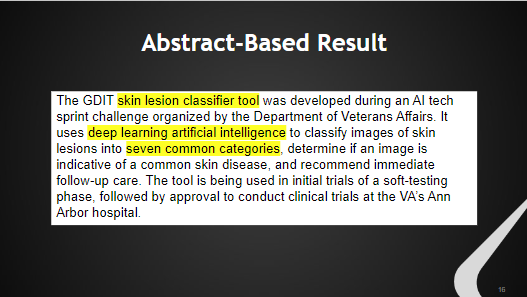 Abstract-Based Result
The GDIT skin lesion classifier tool was developed during an AI tech
sprint challenge organized by the Department of Veterans Affairs. It
uses deep learning artificial intelligence to classify images of skin
lesions into seven common categories, determine if an image is
indicative of a common skin disease, and recommend immediate
follow-up care. The tool is being used in initial trials of a soft-testing
phase, followed by approval to conduct clinical trials at the VA's Ann
Arbor hospital.
16